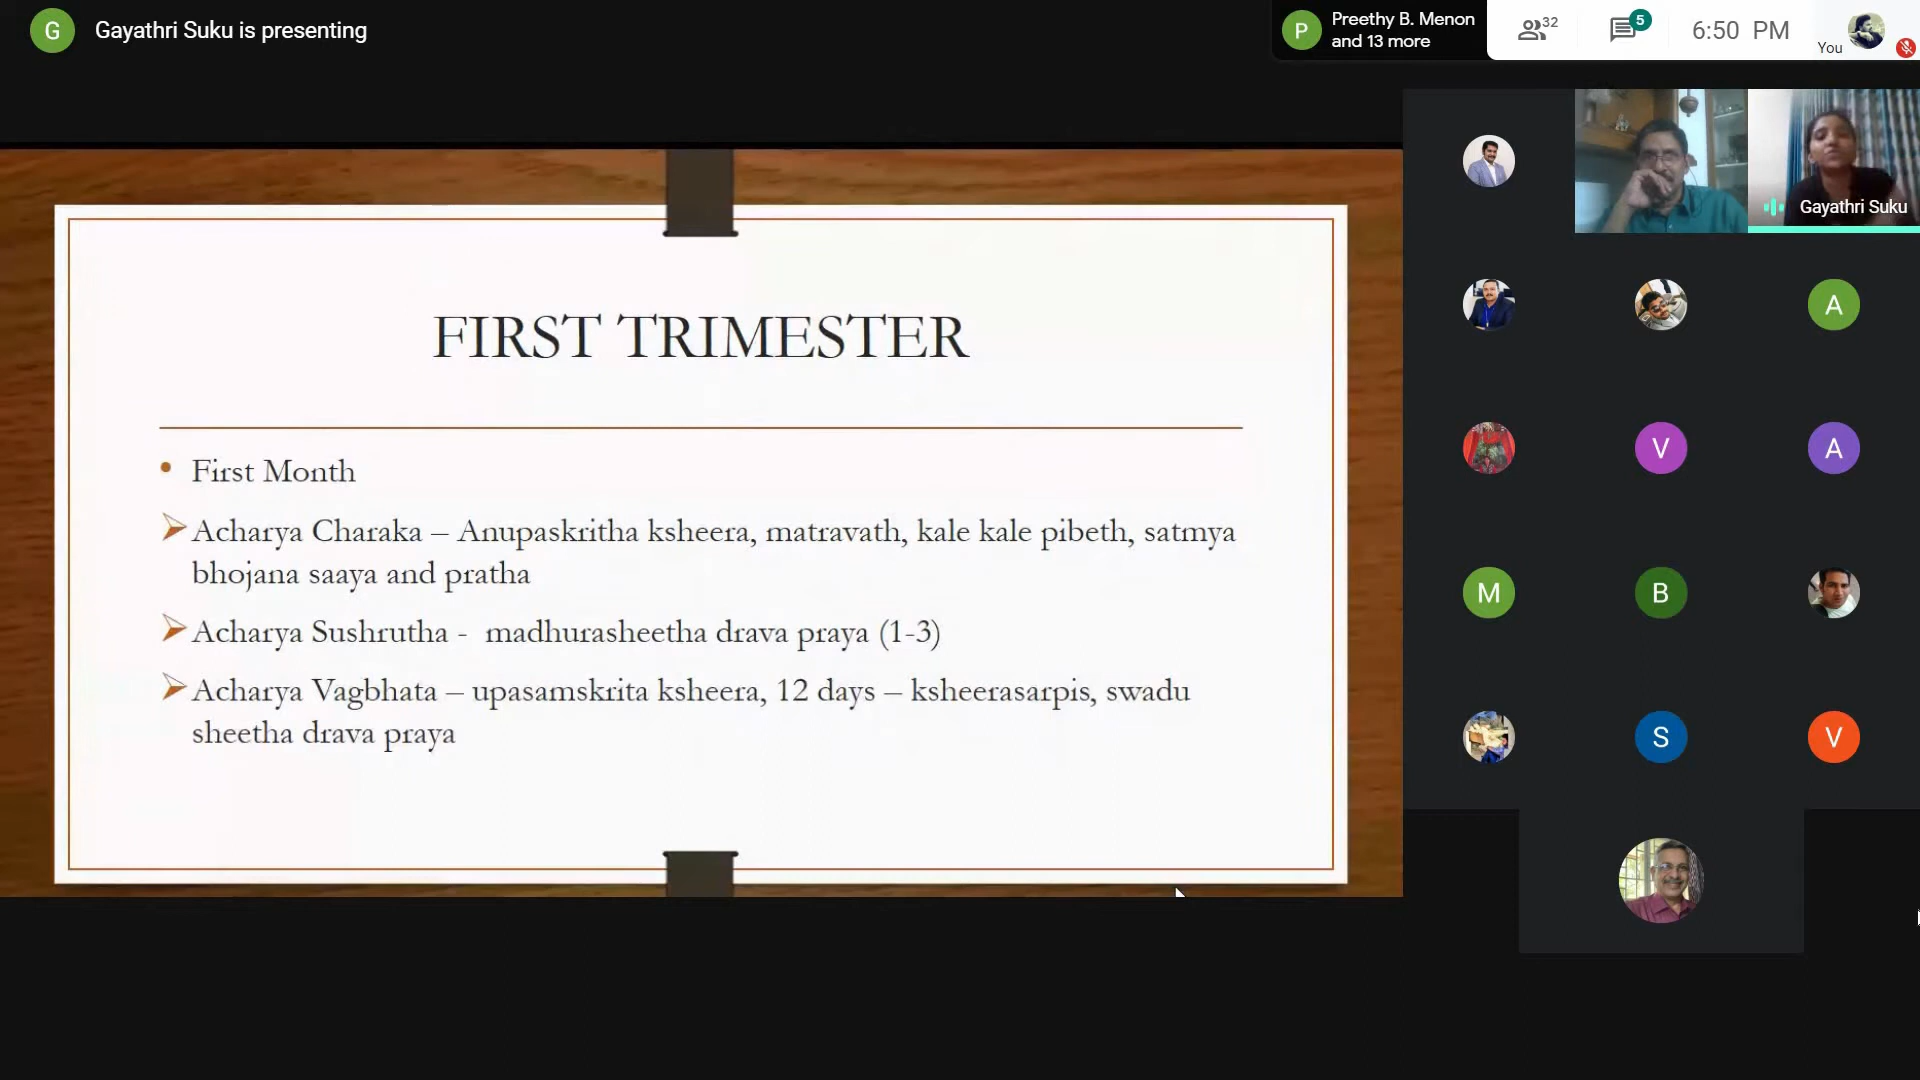 G
Gayathri Suku is presenting
P
Preethy B. Menon
and 13 more
32
5
6:50 PM
You
Gayathri Suku
FIRST TRIMESTER
• First Month
➢ Acharya Charaka – Anupaskritha ksheera, matravath, kale kale pibeth, satmya
bhojana saaya and pratha
➢ Acharya Sushrutha - madhurasheetha drava praya (1-3)
➢ Acharya Vagbhata – upasamskrita ksheera, 12 days – ksheerasarpis, swadu
sheetha drava praya
A
V
A
M
B
S
V